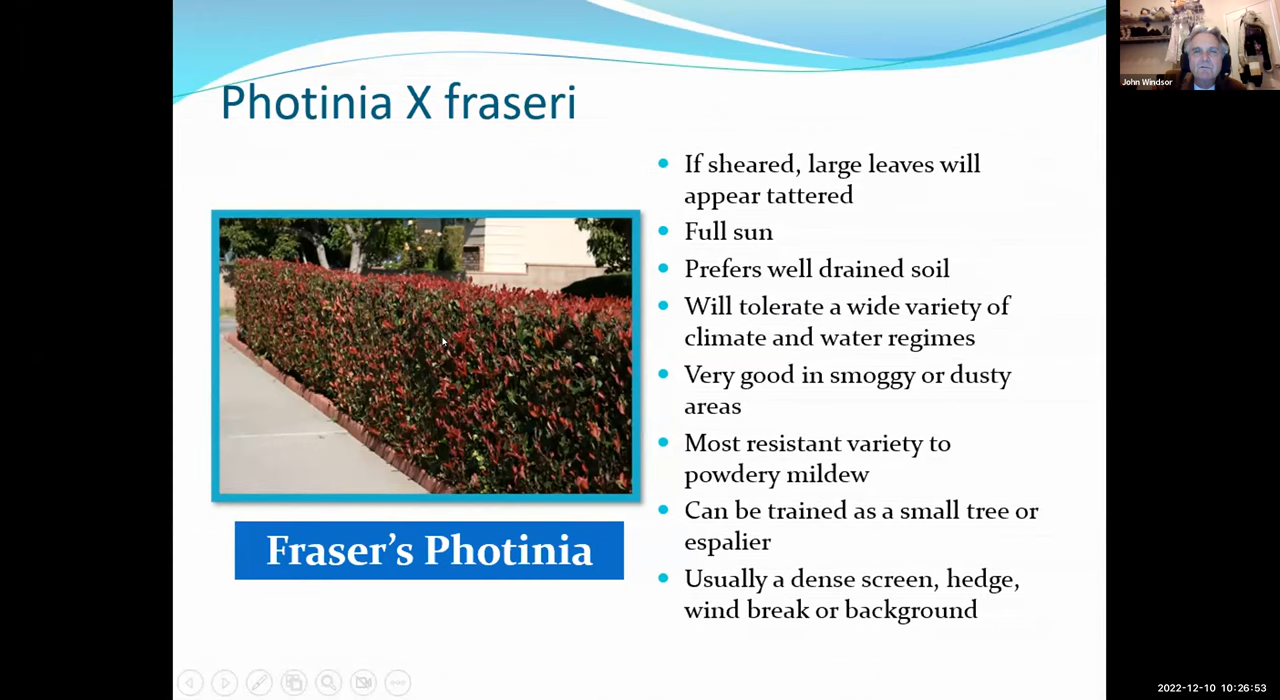 Photinia X fraseri
If sheared, large leaves will
appear tattered
Full sun
Prefers well drained soil
Will tolerate a wide variety of
climate and water regimes
Very good in smoggy or dusty
areas
Most resistant variety to
powdery mildew
Can be trained as a small tree or
espalier
Usually a dense screen, hedge,
wind break or background
Fraser’s Photinia
John Windsor
2022-12-10 10:26:53